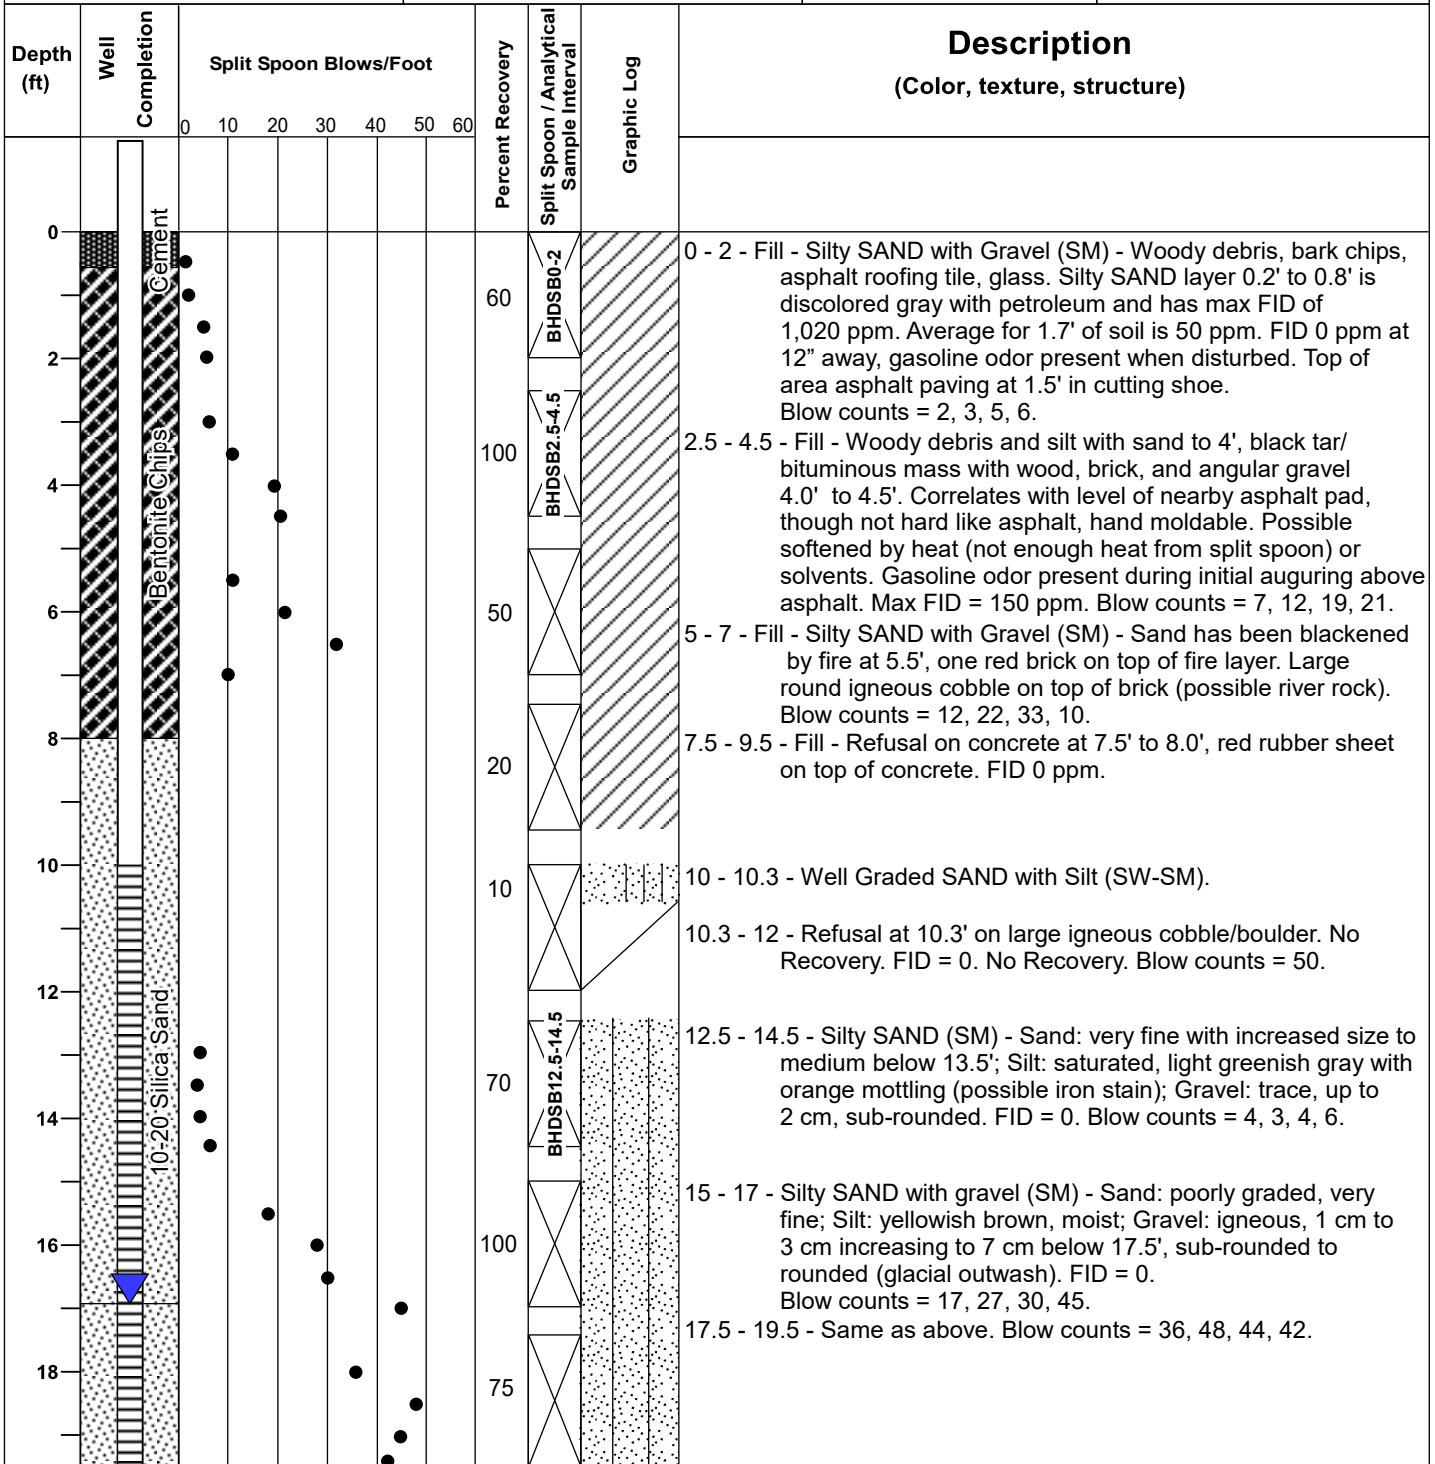 Depth
(ft)
Well
Completion
Split Spoon Blows/Foot
0 10 20 30 40 50 60
Percent Recovery
Split Spoon / Analytical
Sample Interval
Graphic Log
Description
(Color, texture, structure)
0
2
4
6
8
10
12
14
16
18
Cement
Bentonite Chips
10-20 Silica Sand
60
100
50
20
10
70
100
75
BHDSB0-2
BHDSB2.5-4.5
BHDSB12.5-14.5
0 - 2 - Fill - Silty SAND with Gravel (SM) - Woody debris, bark chips,
asphalt roofing tile, glass. Silty SAND layer 0.2' to 0.8' is
discolored gray with petroleum and has max FID of
1,020 ppm. Average for 1.7' of soil is 50 ppm. FID 0 ppm at
12” away, gasoline odor present when disturbed. Top of
area asphalt paving at 1.5' in cutting shoe.
Blow counts = 2, 3, 5, 6.
2.5 - 4.5 - Fill - Woody debris and silt with sand to 4', black tar/
bituminous mass with wood, brick, and angular gravel
4.0' to 4.5'. Correlates with level of nearby asphalt pad,
though not hard like asphalt, hand moldable. Possible
softened by heat (not enough heat from split spoon) or
solvents. Gasoline odor present during initial auguring above
asphalt. Max FID = 150 ppm. Blow counts = 7, 12, 19, 21.
5 - 7 - Fill - Silty SAND with Gravel (SM) - Sand has been blackened
by fire at 5.5', one red brick on top of fire layer. Large
round igneous cobble on top of brick (possible river rock).
Blow counts = 12, 22, 33, 10.
7.5 - 9.5 - Fill - Refusal on concrete at 7.5' to 8.0', red rubber sheet
on top of concrete. FID 0 ppm.
10 - 10.3 - Well Graded SAND with Silt (SW-SM).
10.3 - 12 - Refusal at 10.3' on large igneous cobble/boulder. No
Recovery. FID = 0. No Recovery. Blow counts = 50.
12.5 - 14.5 - Silty SAND (SM) - Sand: very fine with increased size to
medium below 13.5'; Silt: saturated, light greenish gray with
orange mottling (possible iron stain); Gravel: trace, up to
2 cm, sub-rounded. FID = 0. Blow counts = 4, 3, 4, 6.
15 - 17 - Silty SAND with gravel (SM) - Sand: poorly graded, very
fine; Silt: yellowish brown, moist; Gravel: igneous, 1 cm to
3 cm increasing to 7 cm below 17.5', sub-rounded to
rounded (glacial outwash). FID = 0.
Blow counts = 17, 27, 30, 45.
17.5 - 19.5 - Same as above. Blow counts = 36, 48, 44, 42.